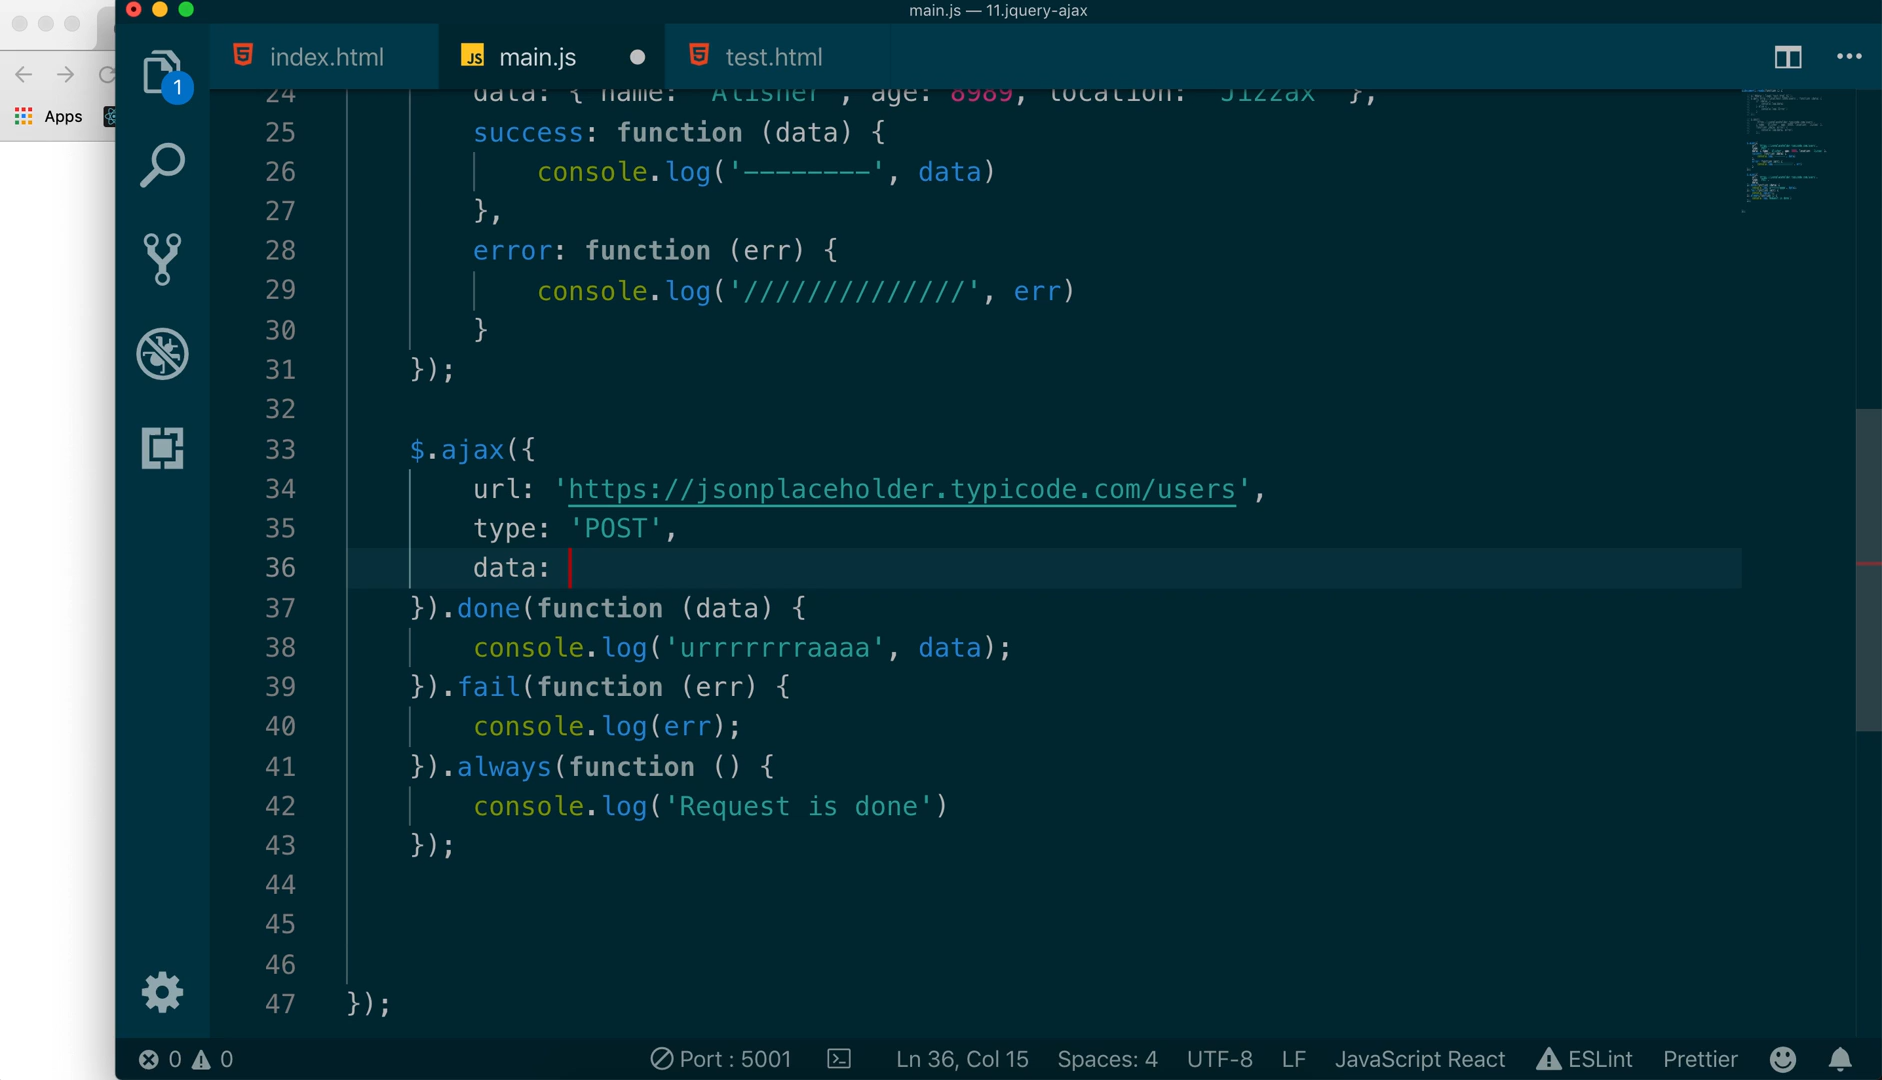 main.js — 11.jquery-ajax
Apps
1
index.html
main.js
test.html
24 data: { name: 'Alisher', age: 8989, location: 'Jizzax' },
25 success: function (data) {
26 console.log('--------', data)
27 },
28 error: function (err) {
29 console.log('//////////////', err)
30 }
31 });
32
33 $.ajax({
34 url: 'https://jsonplaceholder.typicode.com/users',
35 type: 'POST',
36 data:
37 }).done(function (data) {
38 console.log('urrrrrrraaaa', data);
39 }).fail(function (err) {
40 console.log(err);
41 }).always(function () {
42 console.log('Request is done')
43 });
44
45
46
47 });
0 0 Port : 5001 Ln 36, Col 15 Spaces: 4 UTF-8 LF JavaScript React ESLint Prettier